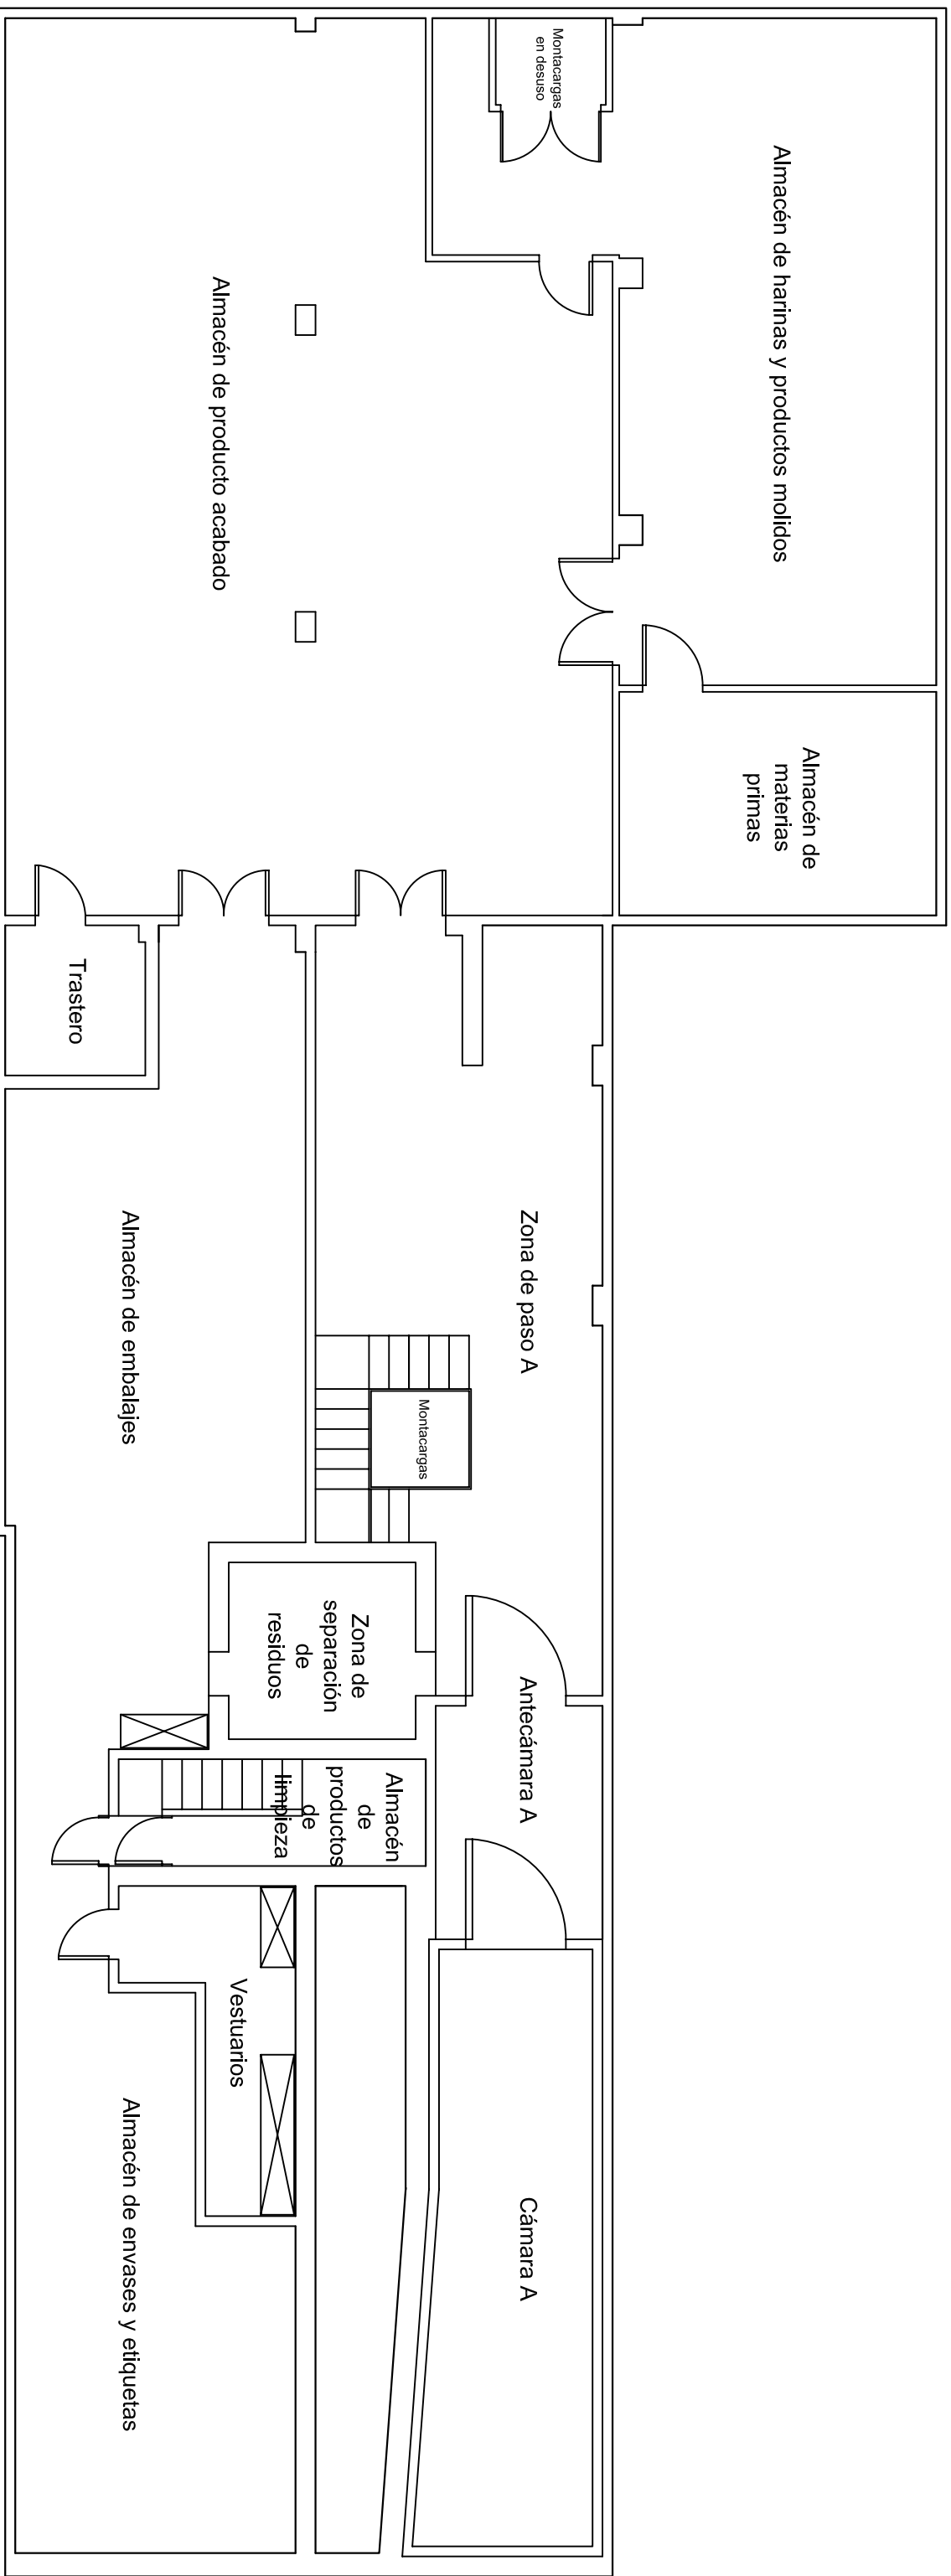 Almacén de harinas y productos molidos
Almacén de
materias
primas
Montacargas
en desuso
Almacén de producto acabado
Trastero
Zona de paso A
Montacargas
Almacén de embalajes
Zona de
separación
de
residuos
Antecámara A
Almacén
de
productos
de
limpieza
Vestuarios
Cámara A
Almacén de envases y etiquetas